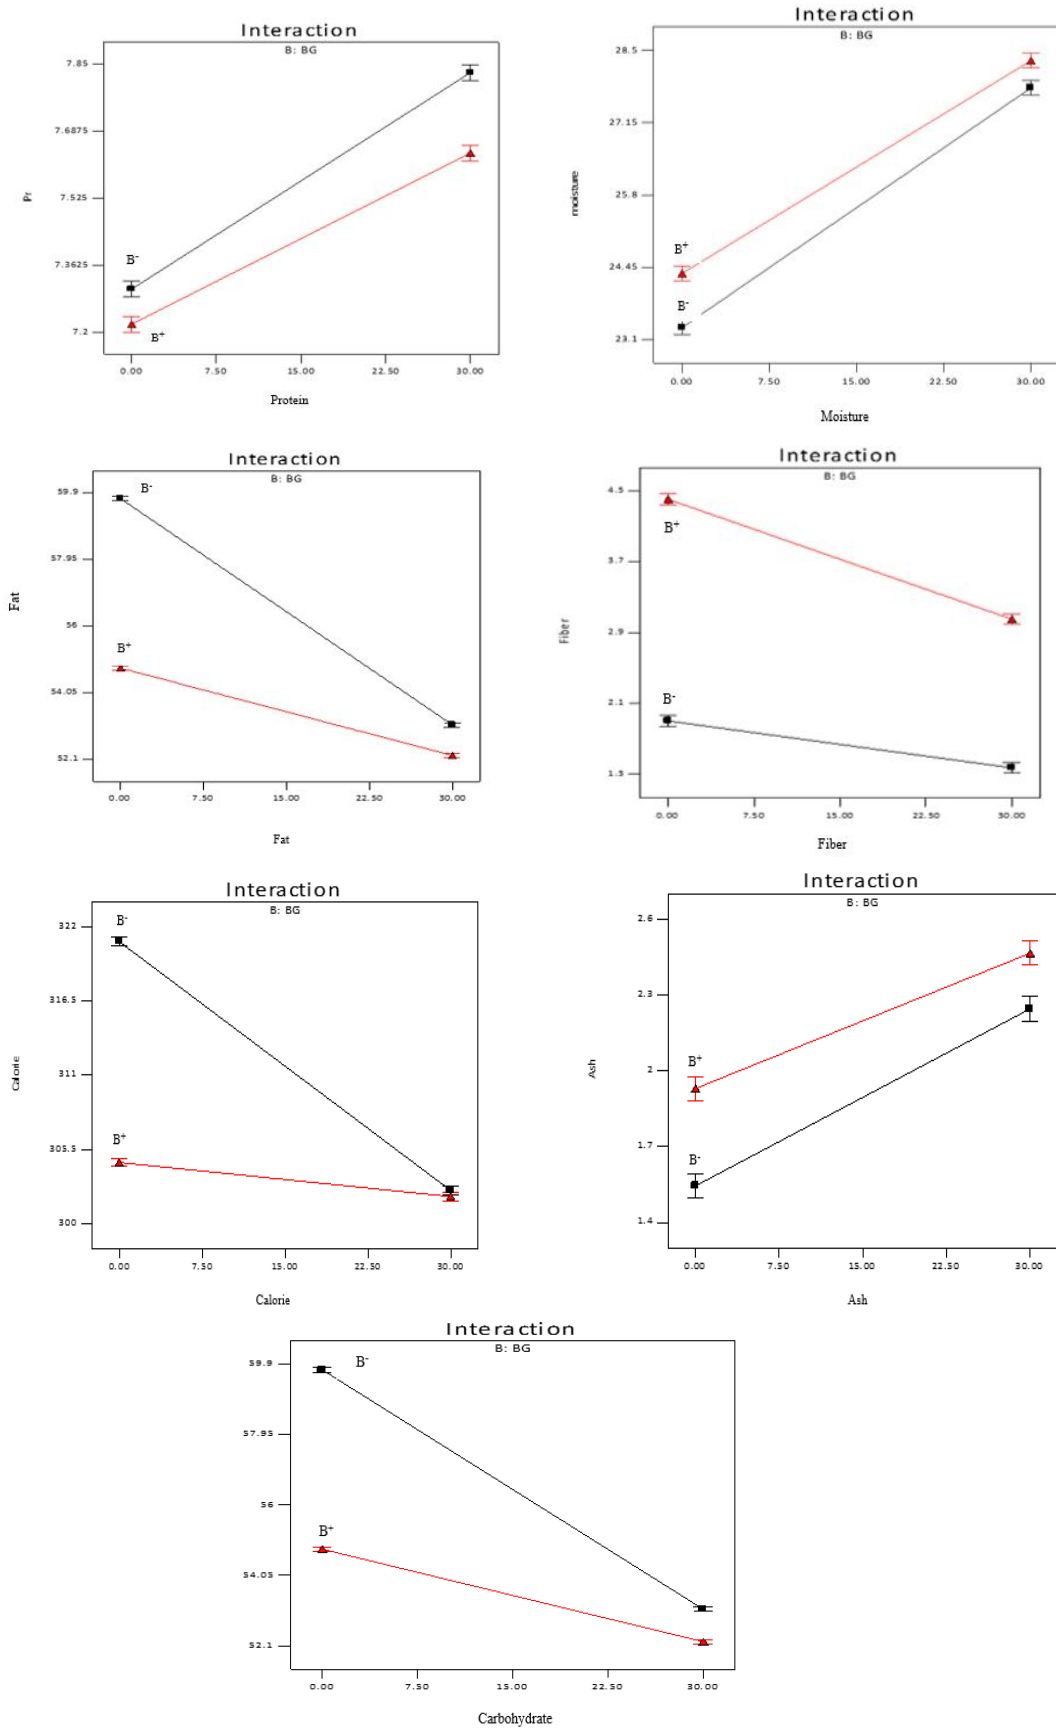 Interaction
B: BG
7.85
7.6875
7.525
7.3625
7.2
Pr
B-
B+
0.00 7.50 15.00 22.50 30.00
Protein
Interaction
B: BG
28.5
27.15
25.8
24.45
23.1
moisture
B+
B-
0.00 7.50 15.00 22.50 30.00
Moisture
Interaction
B: BG
59.9
57.95
56
54.05
52.1
Fat
B-
B+
0.00 7.50 15.00 22.50 30.00
Fat
Interaction
B: BG
4.5
3.7
2.9
2.1
1.3
Fiber
B+
B-
0.00 7.50 15.00 22.50 30.00
Fiber
Interaction
B: BG
322
316.5
311
305.5
300
Calorie
B-
B+
0.00 7.50 15.00 22.50 30.00
Calorie
Interaction
B: BG
2.6
2.3
2
1.7
1.4
Ash
B+
B-
0.00 7.50 15.00 22.50 30.00
Ash
Interaction
B: BG
59.9
57.95
56
54.05
52.1
B-
B+
0.00 7.50 15.00 22.50 30.00
Carbohydrate